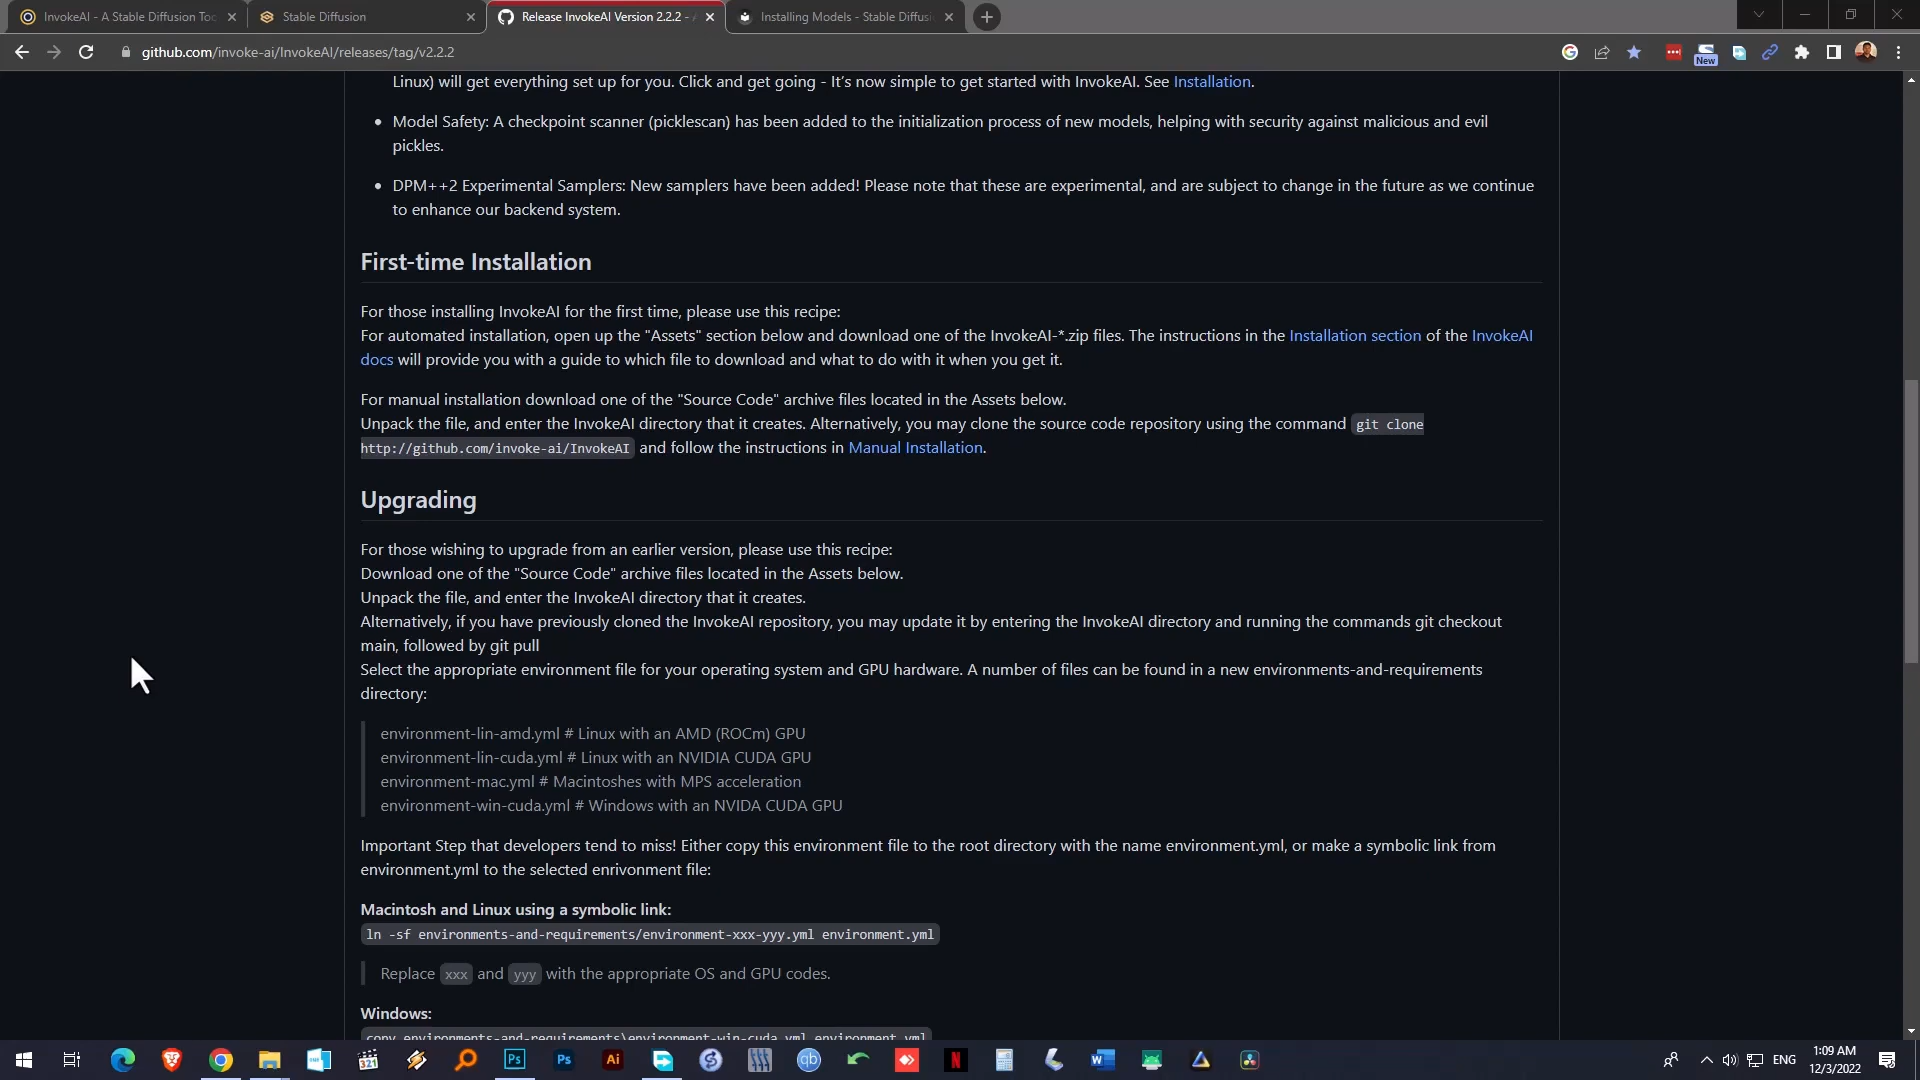 InvokeAI - A Stable Diffusion Too
Stable Diffusion
Release InvokeAI Version 2.2.2 -
Installing Models - Stable Diffusi
github.com/invoke-ai/InvokeAI/releases/tag/v2.2.2
New
Linux) will get everything set up for you. Click and get going - It's now simple to get started with InvokeAI. See Installation.
• Model Safety: A checkpoint scanner (picklescan) has been added to the initialization process of new models, helping with security against malicious and evil
pickles.
• DPM++2 Experimental Samplers: New samplers have been added! Please note that these are experimental, and are subject to change in the future as we continue
to enhance our backend system.
First-time Installation
For those installing InvokeAI for the first time, please use this recipe:
For automated installation, open up the "Assets" section below and download one of the InvokeAI-*.zip files. The instructions in the Installation section of the InvokeAI
docs will provide you with a guide to which file to download and what to do with it when you get it.
For manual installation download one of the "Source Code" archive files located in the Assets below.
Unpack the file, and enter the InvokeAI directory that it creates. Alternatively, you may clone the source code repository using the command git clone
http://github.com/invoke-ai/InvokeAI and follow the instructions in Manual Installation.
Upgrading
For those wishing to upgrade from an earlier version, please use this recipe:
Download one of the "Source Code" archive files located in the Assets below.
Unpack the file, and enter the InvokeAI directory that it creates.
Alternatively, if you have previously cloned the InvokeAI repository, you may update it by entering the InvokeAI directory and running the commands git checkout
main, followed by git pull
Select the appropriate environment file for your operating system and GPU hardware. A number of files can be found in a new environments-and-requirements
directory:
environment-lin-amd.yml # Linux with an AMD (ROCm) GPU
environment-lin-cuda.yml # Linux with an NVIDIA CUDA GPU
environment-mac.yml # Macintoshes with MPS acceleration
environment-win-cuda.yml # Windows with an NVIDA CUDA GPU
Important Step that developers tend to miss! Either copy this environment file to the root directory with the name environment.yml, or make a symbolic link from
environment.yml to the selected enrivonment file:
Macintosh and Linux using a symbolic link:
ln -sf environments-and-requirements/environment-xxx-yyy.yml environment.yml
Replace xxx and yyy with the appropriate OS and GPU codes.
Windows:
copy environments-and-requirements\environment-win-cuda.yml environment.yml
321
Ps
Ps
Ai
qb
N
W
ENG
1:09 AM
12/3/2022